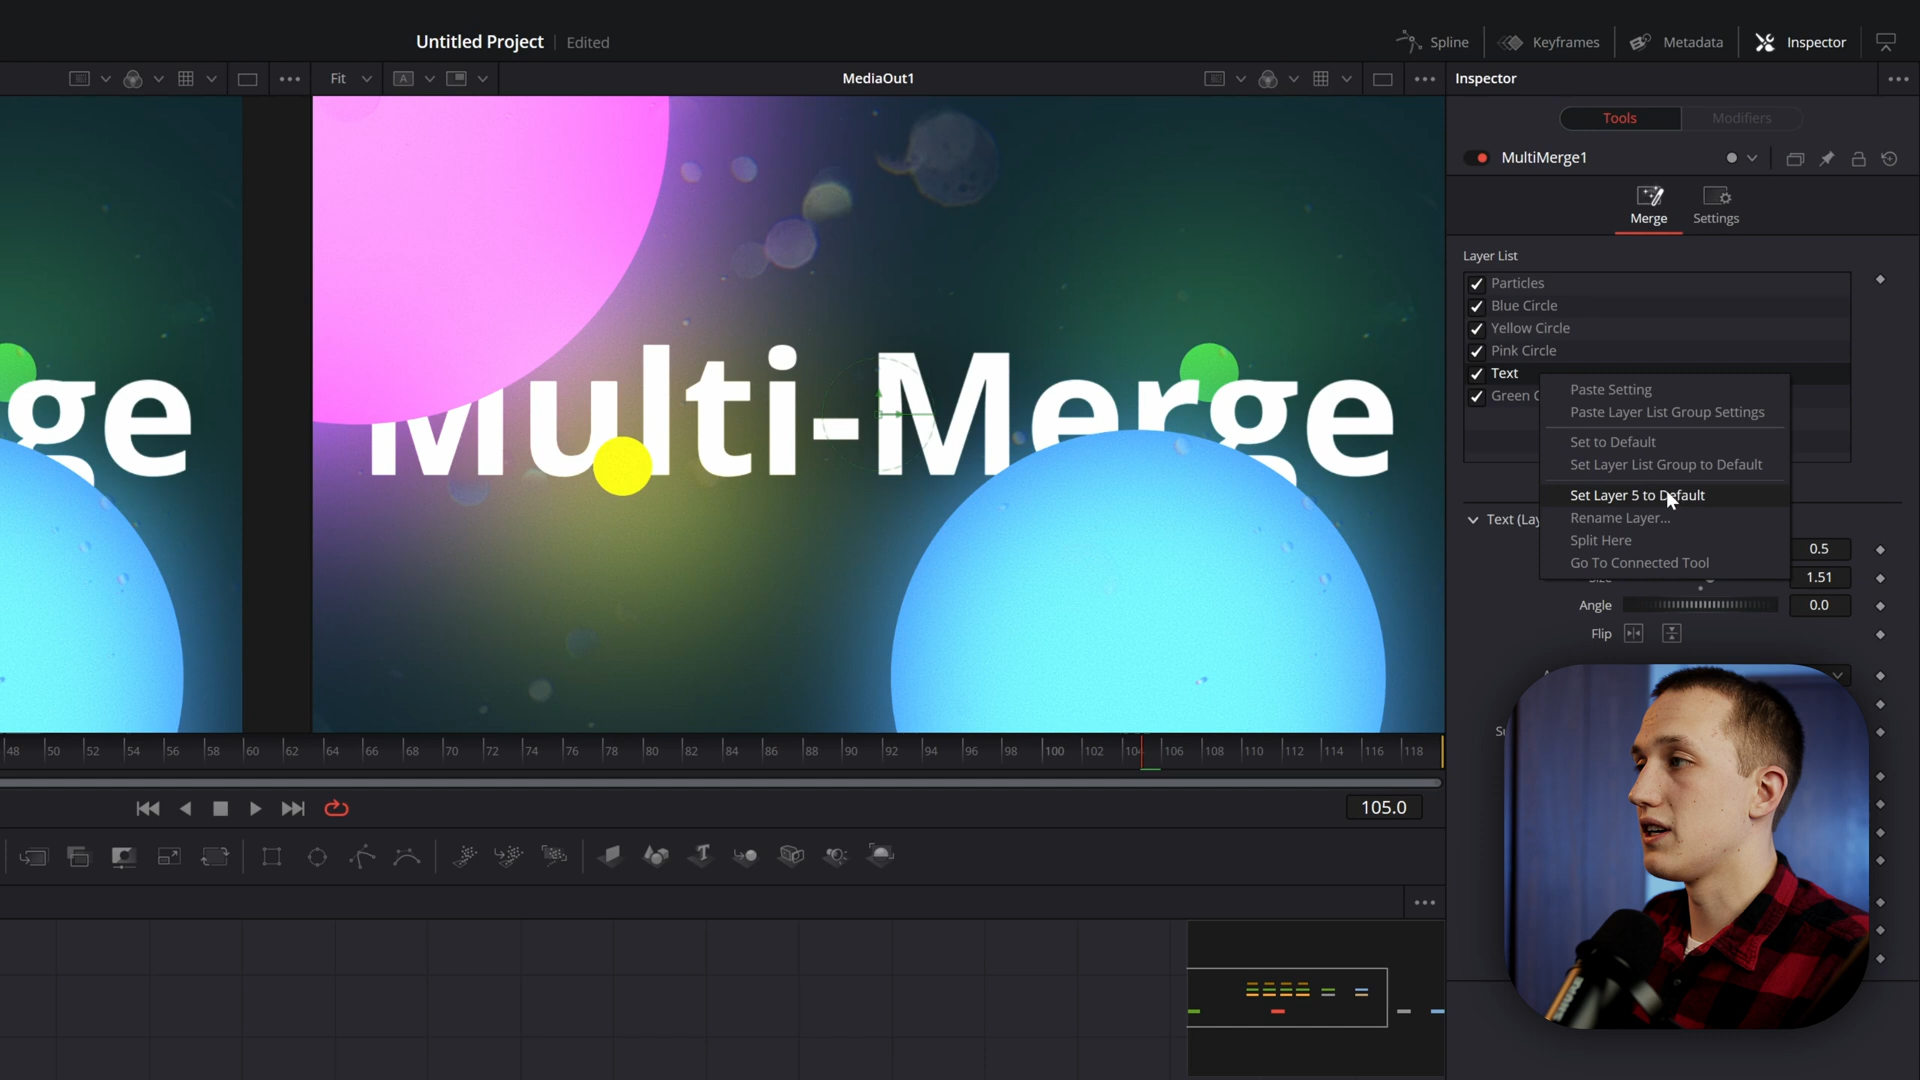 Untitled Project
Edited
Spline
Keyframes
Metadata
Inspector
Fit
A
MediaOut1
Inspector
Tools
Modifiers
MultiMerge1
Merge
Settings
Layer List
Particles
Blue Circle
Yellow Circle
Pink Circle
Text
Green C
Paste Setting
Paste Layer List Group Settings
Set to Default
Set Layer List Group to Default
Set Layer 5 to Default
Rename Layer...
Split Here
Go To Connected Tool
Text (Lay
0.5
1.51
Angle
0.0
Flip
ge
Multi-Merge
48 50 52 54 56 58 60 62 64 66 68 70 72 74 76 78 80 82 84 86 88 90 92 94 96 98 100 102 104 106 108 110 112 114 116 118
105.0